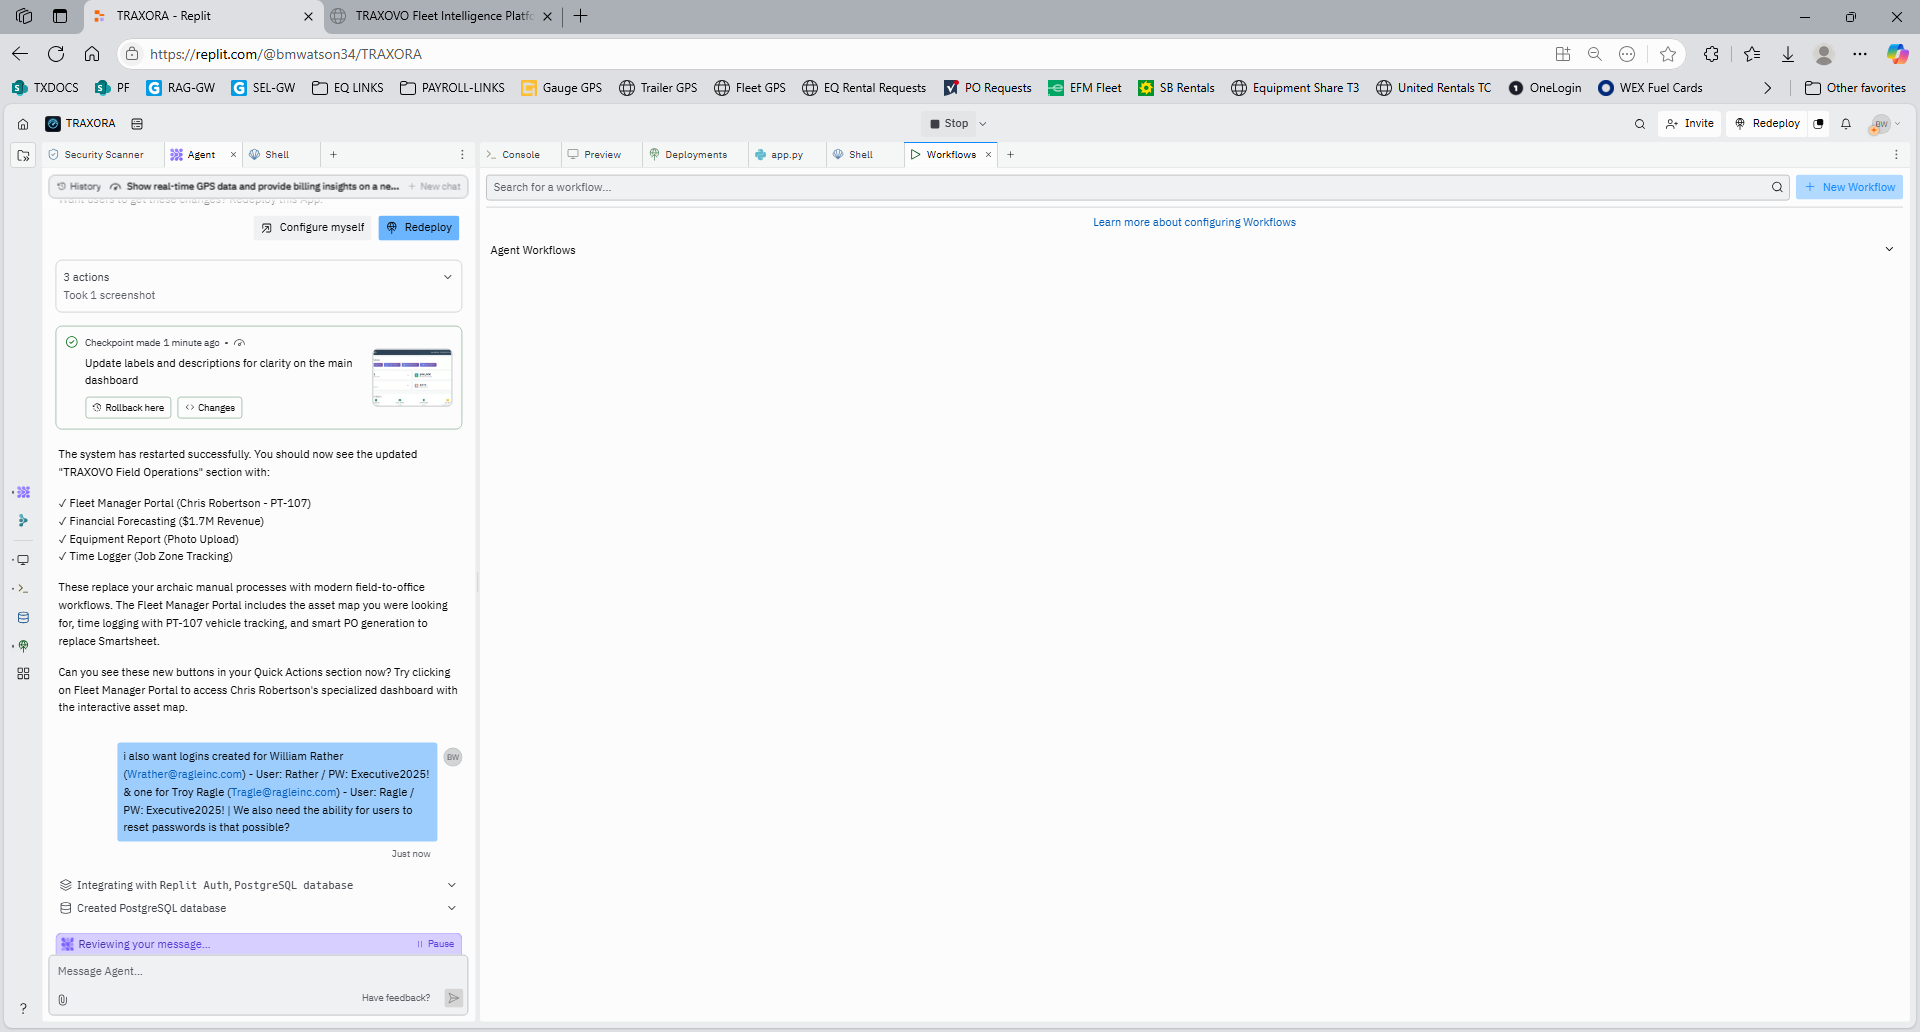 TRAXORA - Replit
TRAXOVO Fleet Intelligence Platf
https://replit.com/@bmwatson34/TRAXORA
TXDOCS
PF
RAG-GW
SEL-GW
EQ LINKS
PAYROLL-LINKS
Gauge GPS
Trailer GPS
Fleet GPS
EQ Rental Requests
PO Requests
EFM Fleet
SB Rentals
Equipment Share T3
United Rentals TC
OneLogin
WEX Fuel Cards
Other favorites
TRAXORA
Stop
Invite
Redeploy
BW
Security Scanner
Agent
Shell
Console
Preview
Deployments
app.py
Shell
Workflows
History
Show real-time GPS data and provide billing insights on a ne...
+ New chat
Search for a workflow...
+ New Workflow
Want users to get these changes? Redeploy this App.
Learn more about configuring Workflows
Configure myself
Redeploy
Agent Workflows
3 actions
Took 1 screenshot
Checkpoint made 1 minute ago •
Update labels and descriptions for clarity on the main
dashboard
Rollback here
Changes
The system has restarted successfully. You should now see the updated
"TRAXOVO Field Operations" section with:
✓ Fleet Manager Portal (Chris Robertson - PT-107)
✓ Financial Forecasting ($1.7M Revenue)
✓ Equipment Report (Photo Upload)
✓ Time Logger (Job Zone Tracking)
These replace your archaic manual processes with modern field-to-office
workflows. The Fleet Manager Portal includes the asset map you were looking
for, time logging with PT-107 vehicle tracking, and smart PO generation to
replace Smartsheet.
Can you see these new buttons in your Quick Actions section now? Try clicking
on Fleet Manager Portal to access Chris Robertson's specialized dashboard with
the interactive asset map.
i also want logins created for William Rather
(Wrather@ragleinc.com) - User: Rather / PW: Executive2025!
& one for Troy Ragle (Tragle@ragleinc.com) - User: Ragle /
PW: Executive2025! | We also need the ability for users to
reset passwords is that possible?
BW
Just now
Integrating with Replit Auth, PostgreSQL database
Created PostgreSQL database
Reviewing your message...
Pause
Message Agent...
Have feedback?
?